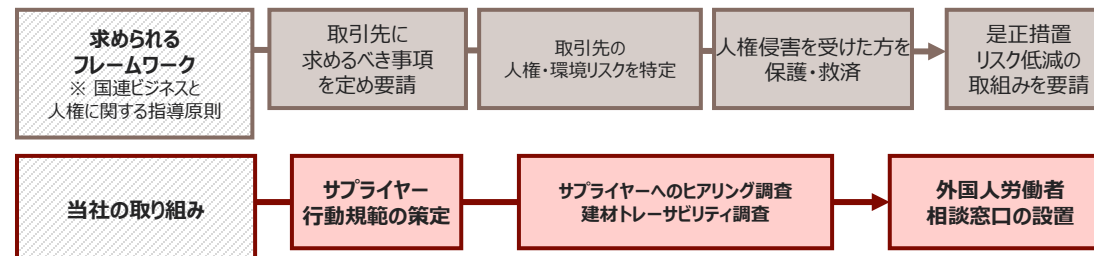 求められる
フレームワーク
※ 国連ビジネスと
人権に関する指導原則
取引先に
求めるべき事項
を定め要請
取引先の
人権・環境リスクを特定
人権侵害を受けた方を
保護・救済
是正措置
リスク低減の
取組みを要請
当社の取り組み
サプライヤー
行動規範の策定
サプライヤーへのヒアリング調査
建材トレーサビリティ調査
外国人労働者
相談窓口の設置